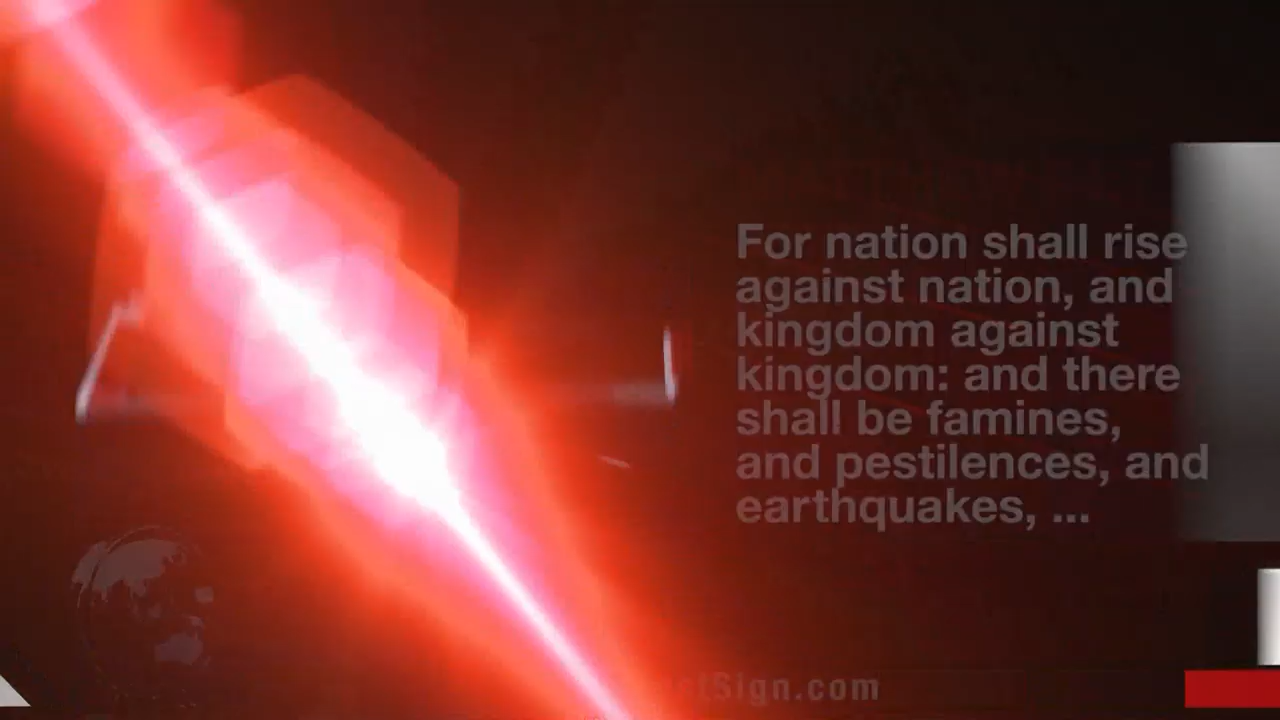 For nation shall rise
against nation, and
kingdom against
kingdom: and there
shall be famines,
and pestilences, and
earthquakes, ...